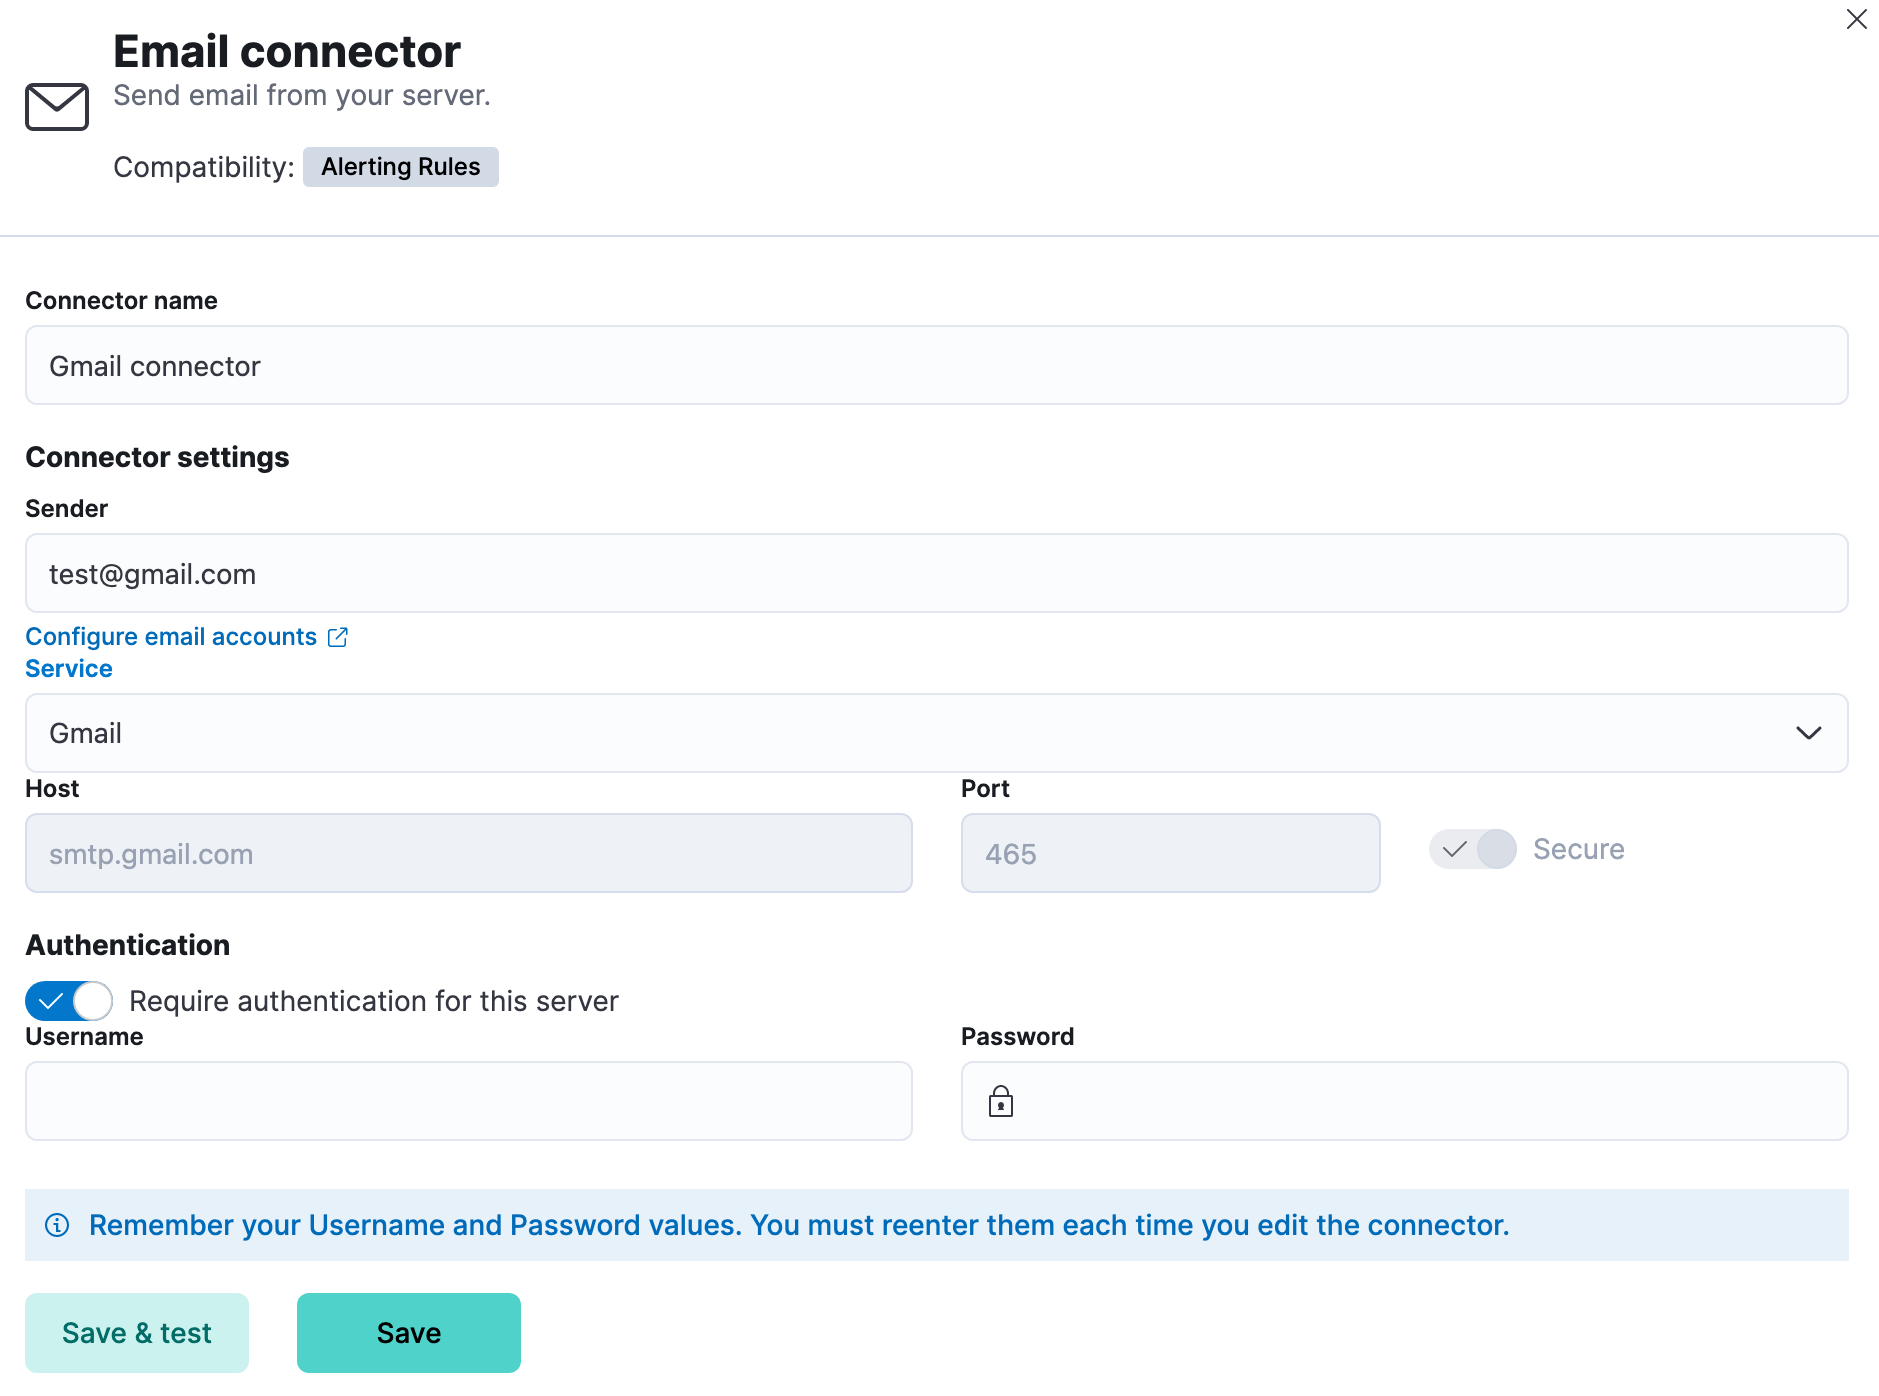 Email connector
Send email from your server.
Compatibility: Alerting Rules
Connector name
Gmail connector
Connector settings
Sender
test@gmail.com
Configure email accounts
Service
Gmail
Host Port
smtp.gmail.com 465 Secure
Authentication
Require authentication for this server
Username Password
Remember your Username and Password values. You must reenter them each time you edit the connector.
Save & test Save